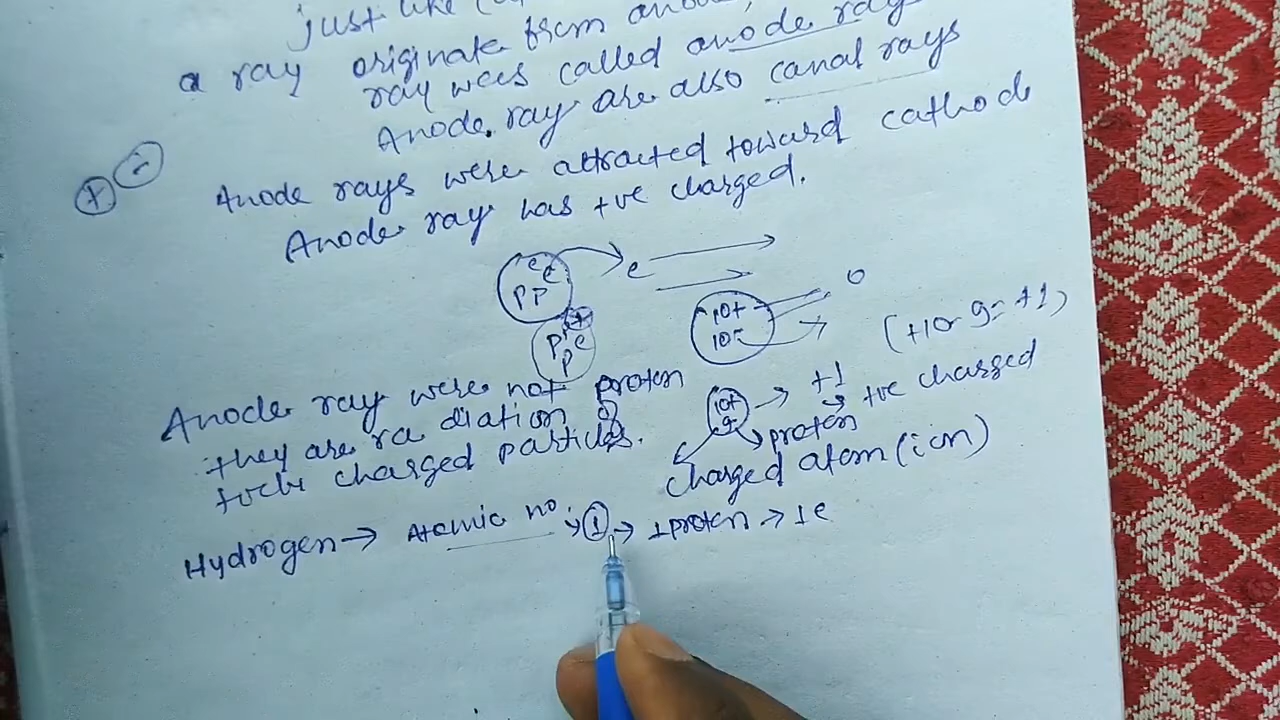 just like
a ray originate from
ray was called anode ray
Anode ray are also canal rays
+ -
Anode rays were attracted toward cathode
Anode ray has +ve charged.
e e
PP
e
+
P e
P
10+
10-
0
(+10-9=+1)
Anode ray were not proton
they are radiation of
charged particles.
10+
9-
+1
proton +ve charged
charged atom (ion)
Hydrogen → Atomic no. → 1 → 1 proton → 1e